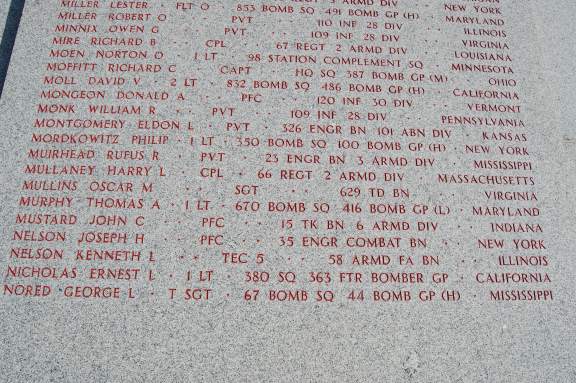 3 ARMD DIV
MILLER LESTER · FLT O · 853 BOMB SQ 491 BOMB GP (H) · NEW YORK
MILLER ROBERT O · PVT · 110 INF 28 DIV · MARYLAND
MINNIX OWEN G · PVT · 109 INF 28 DIV · ILLINOIS
MIRE RICHARD B · CPL · 67 REGT 2 ARMD DIV · VIRGINIA
MOEN NORTON O · 1 LT · 98 STATION COMPLEMENT SQ · LOUISIANA
MOFFITT RICHARD C · CAPT · HQ SQ 387 BOMB GP (M) · MINNESOTA
MOLL DAVID V · 2 LT · 832 BOMB SQ 486 BOMB GP (H) · OHIO
MONGEON DONALD A · PFC · 120 INF 30 DIV · CALIFORNIA
MONK WILLIAM R · PVT · 109 INF 28 DIV · VERMONT
MONTGOMERY ELDON L · PVT · 326 ENGR BN 101 ABN DIV · PENNSYLVANIA
MORDKOWITZ PHILIP · 1 LT · 350 BOMB SQ 100 BOMB GP (H) · KANSAS
MUIRHEAD RUFUS R · PVT · 23 ENGR BN 3 ARMD DIV · NEW YORK
MULLANEY HARRY L · CPL · 66 REGT 2 ARMD DIV · MISSISSIPPI
MULLINS OSCAR M · SGT · 629 TD BN · MASSACHUSETTS
MURPHY THOMAS A · 1 LT · 670 BOMB SQ 416 BOMB GP (L) · VIRGINIA
MUSTARD JOHN C · PFC · 15 TK BN 6 ARMD DIV · MARYLAND
NELSON JOSEPH H · PFC · 35 ENGR COMBAT BN · INDIANA
NELSON KENNETH L · TEC 5 · 58 ARMD FA BN · NEW YORK
NICHOLAS ERNEST L · 1 LT · 380 SQ 363 FTR BOMBER GP · ILLINOIS
NORED GEORGE L · T SGT · 67 BOMB SQ 44 BOMB GP (H) · CALIFORNIA
MISSISSIPPI